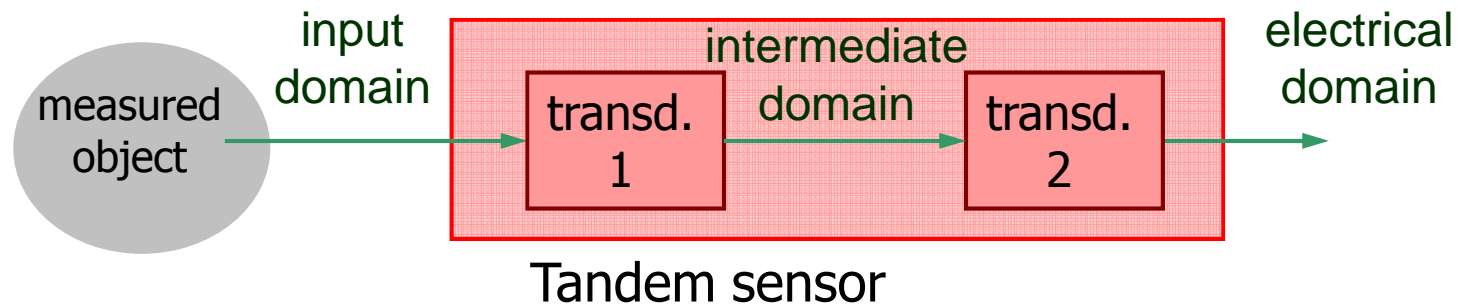 measured
object
input
domain
transd.
1
intermediate
domain
transd.
2
electrical
domain
Tandem sensor